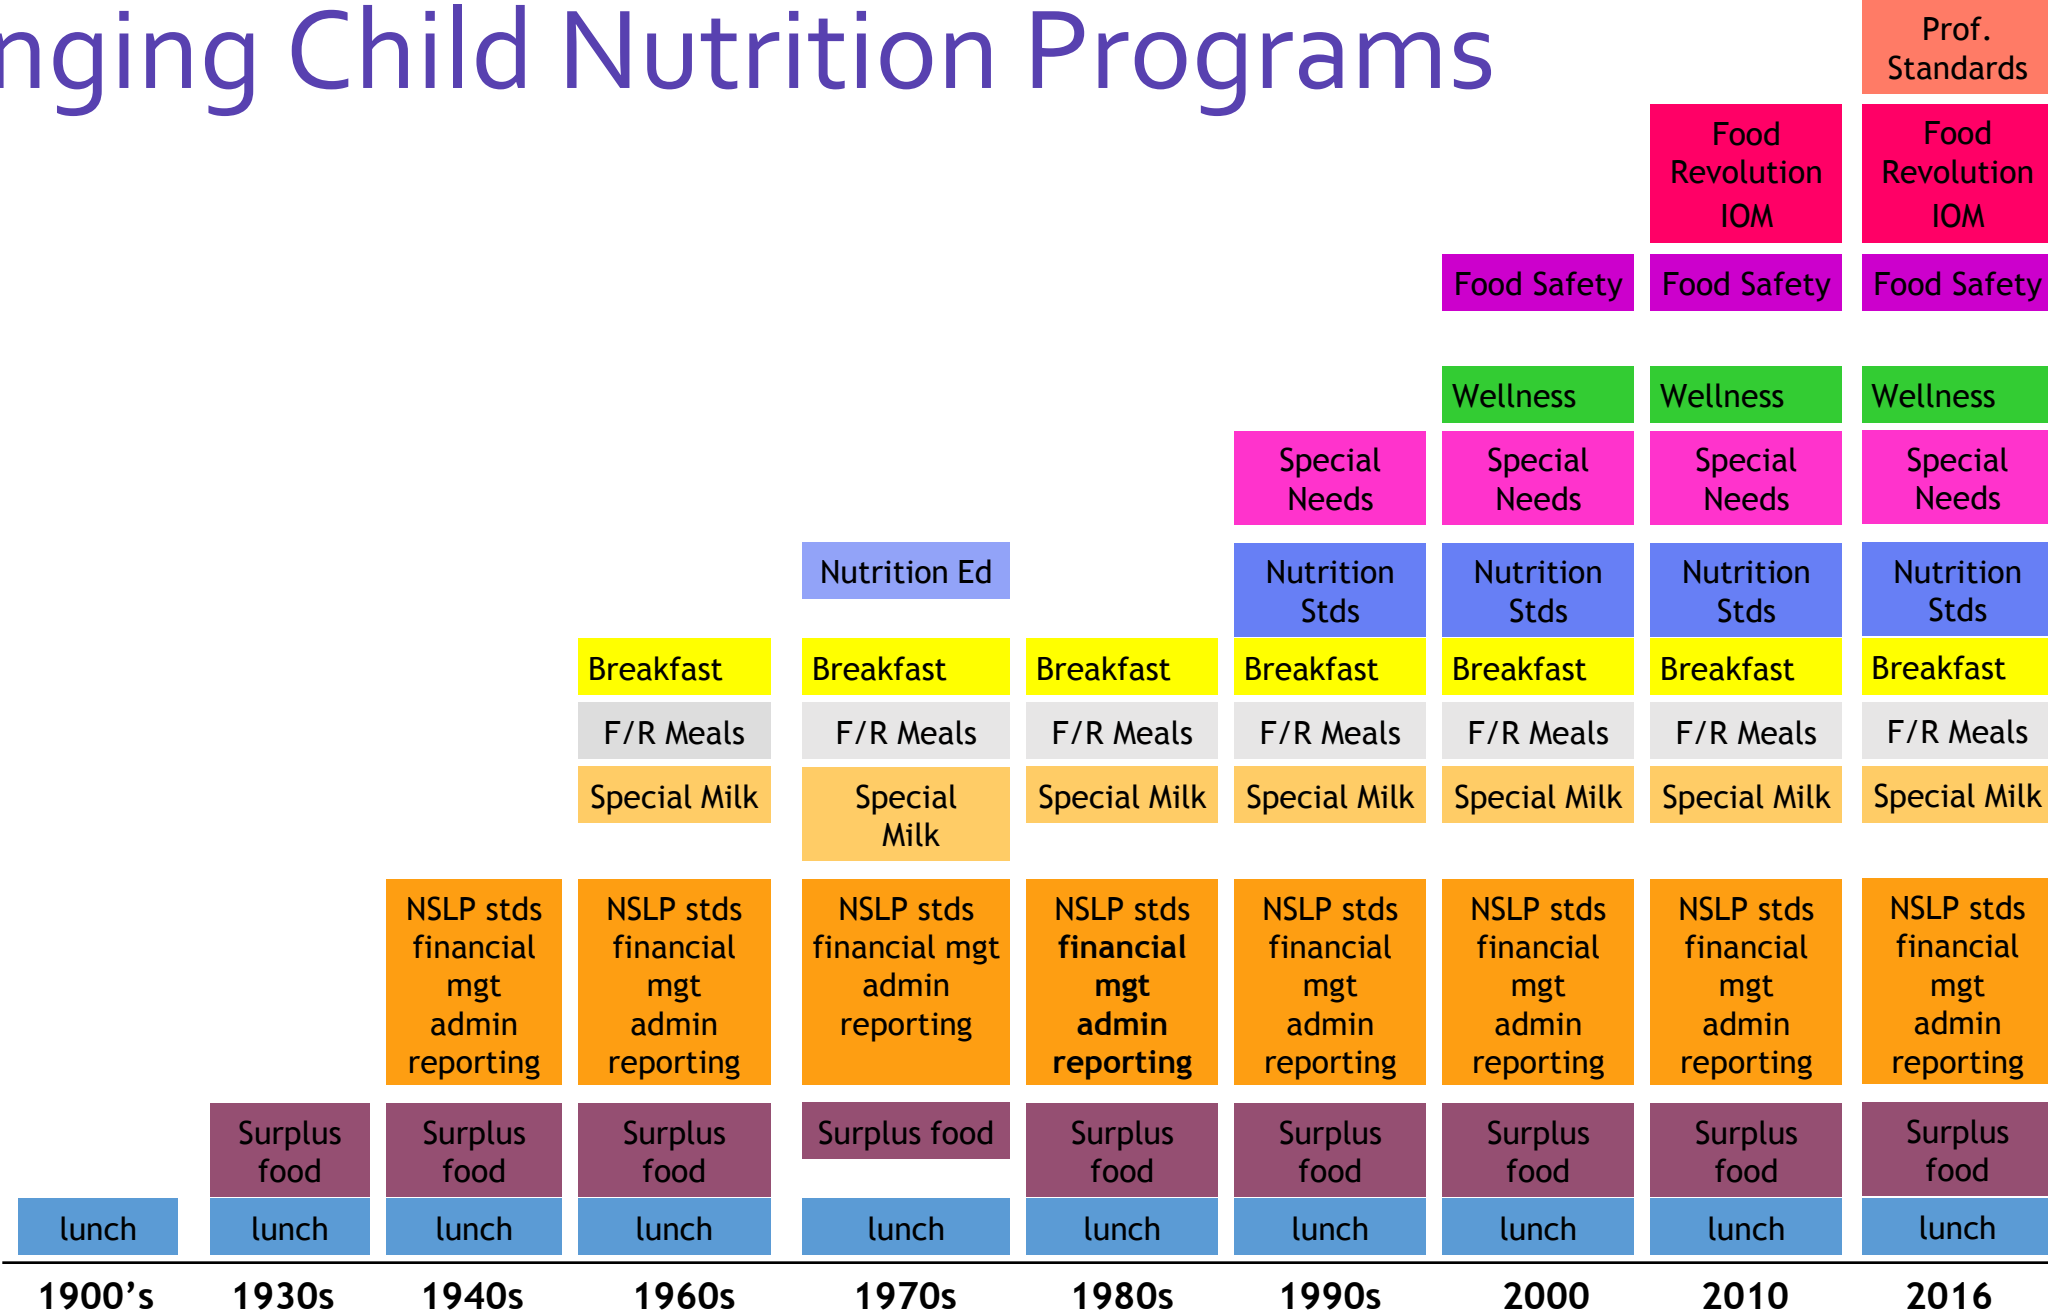 nging Child Nutrition Programs
Prof.
Standards
Food
Revolution
IOM
Food
Revolution
IOM
Food Safety
Food Safety
Food Safety
Wellness
Wellness
Wellness
Special
Needs
Special
Needs
Special
Needs
Special
Needs
Nutrition Ed
Nutrition
Stds
Nutrition
Stds
Nutrition
Stds
Nutrition
Stds
Breakfast
Breakfast
Breakfast
Breakfast
Breakfast
Breakfast
Breakfast
F/R Meals
F/R Meals
F/R Meals
F/R Meals
F/R Meals
F/R Meals
F/R Meals
Special Milk
Special
Milk
Special Milk
Special Milk
Special Milk
Special Milk
Special Milk
NSLP stds
financial
mgt
admin
reporting
NSLP stds
financial
mgt
admin
reporting
NSLP stds
financial mgt
admin
reporting
NSLP stds
financial
mgt
admin
reporting
NSLP stds
financial
mgt
admin
reporting
NSLP stds
financial
mgt
admin
reporting
NSLP stds
financial
mgt
admin
reporting
NSLP stds
financial
mgt
admin
reporting
Surplus
food
Surplus
food
Surplus
food
Surplus food
Surplus
food
Surplus
food
Surplus
food
Surplus
food
Surplus
food
lunch
lunch
lunch
lunch
lunch
lunch
lunch
lunch
lunch
lunch
1900’s
1930s
1940s
1960s
1970s
1980s
1990s
2000
2010
2016